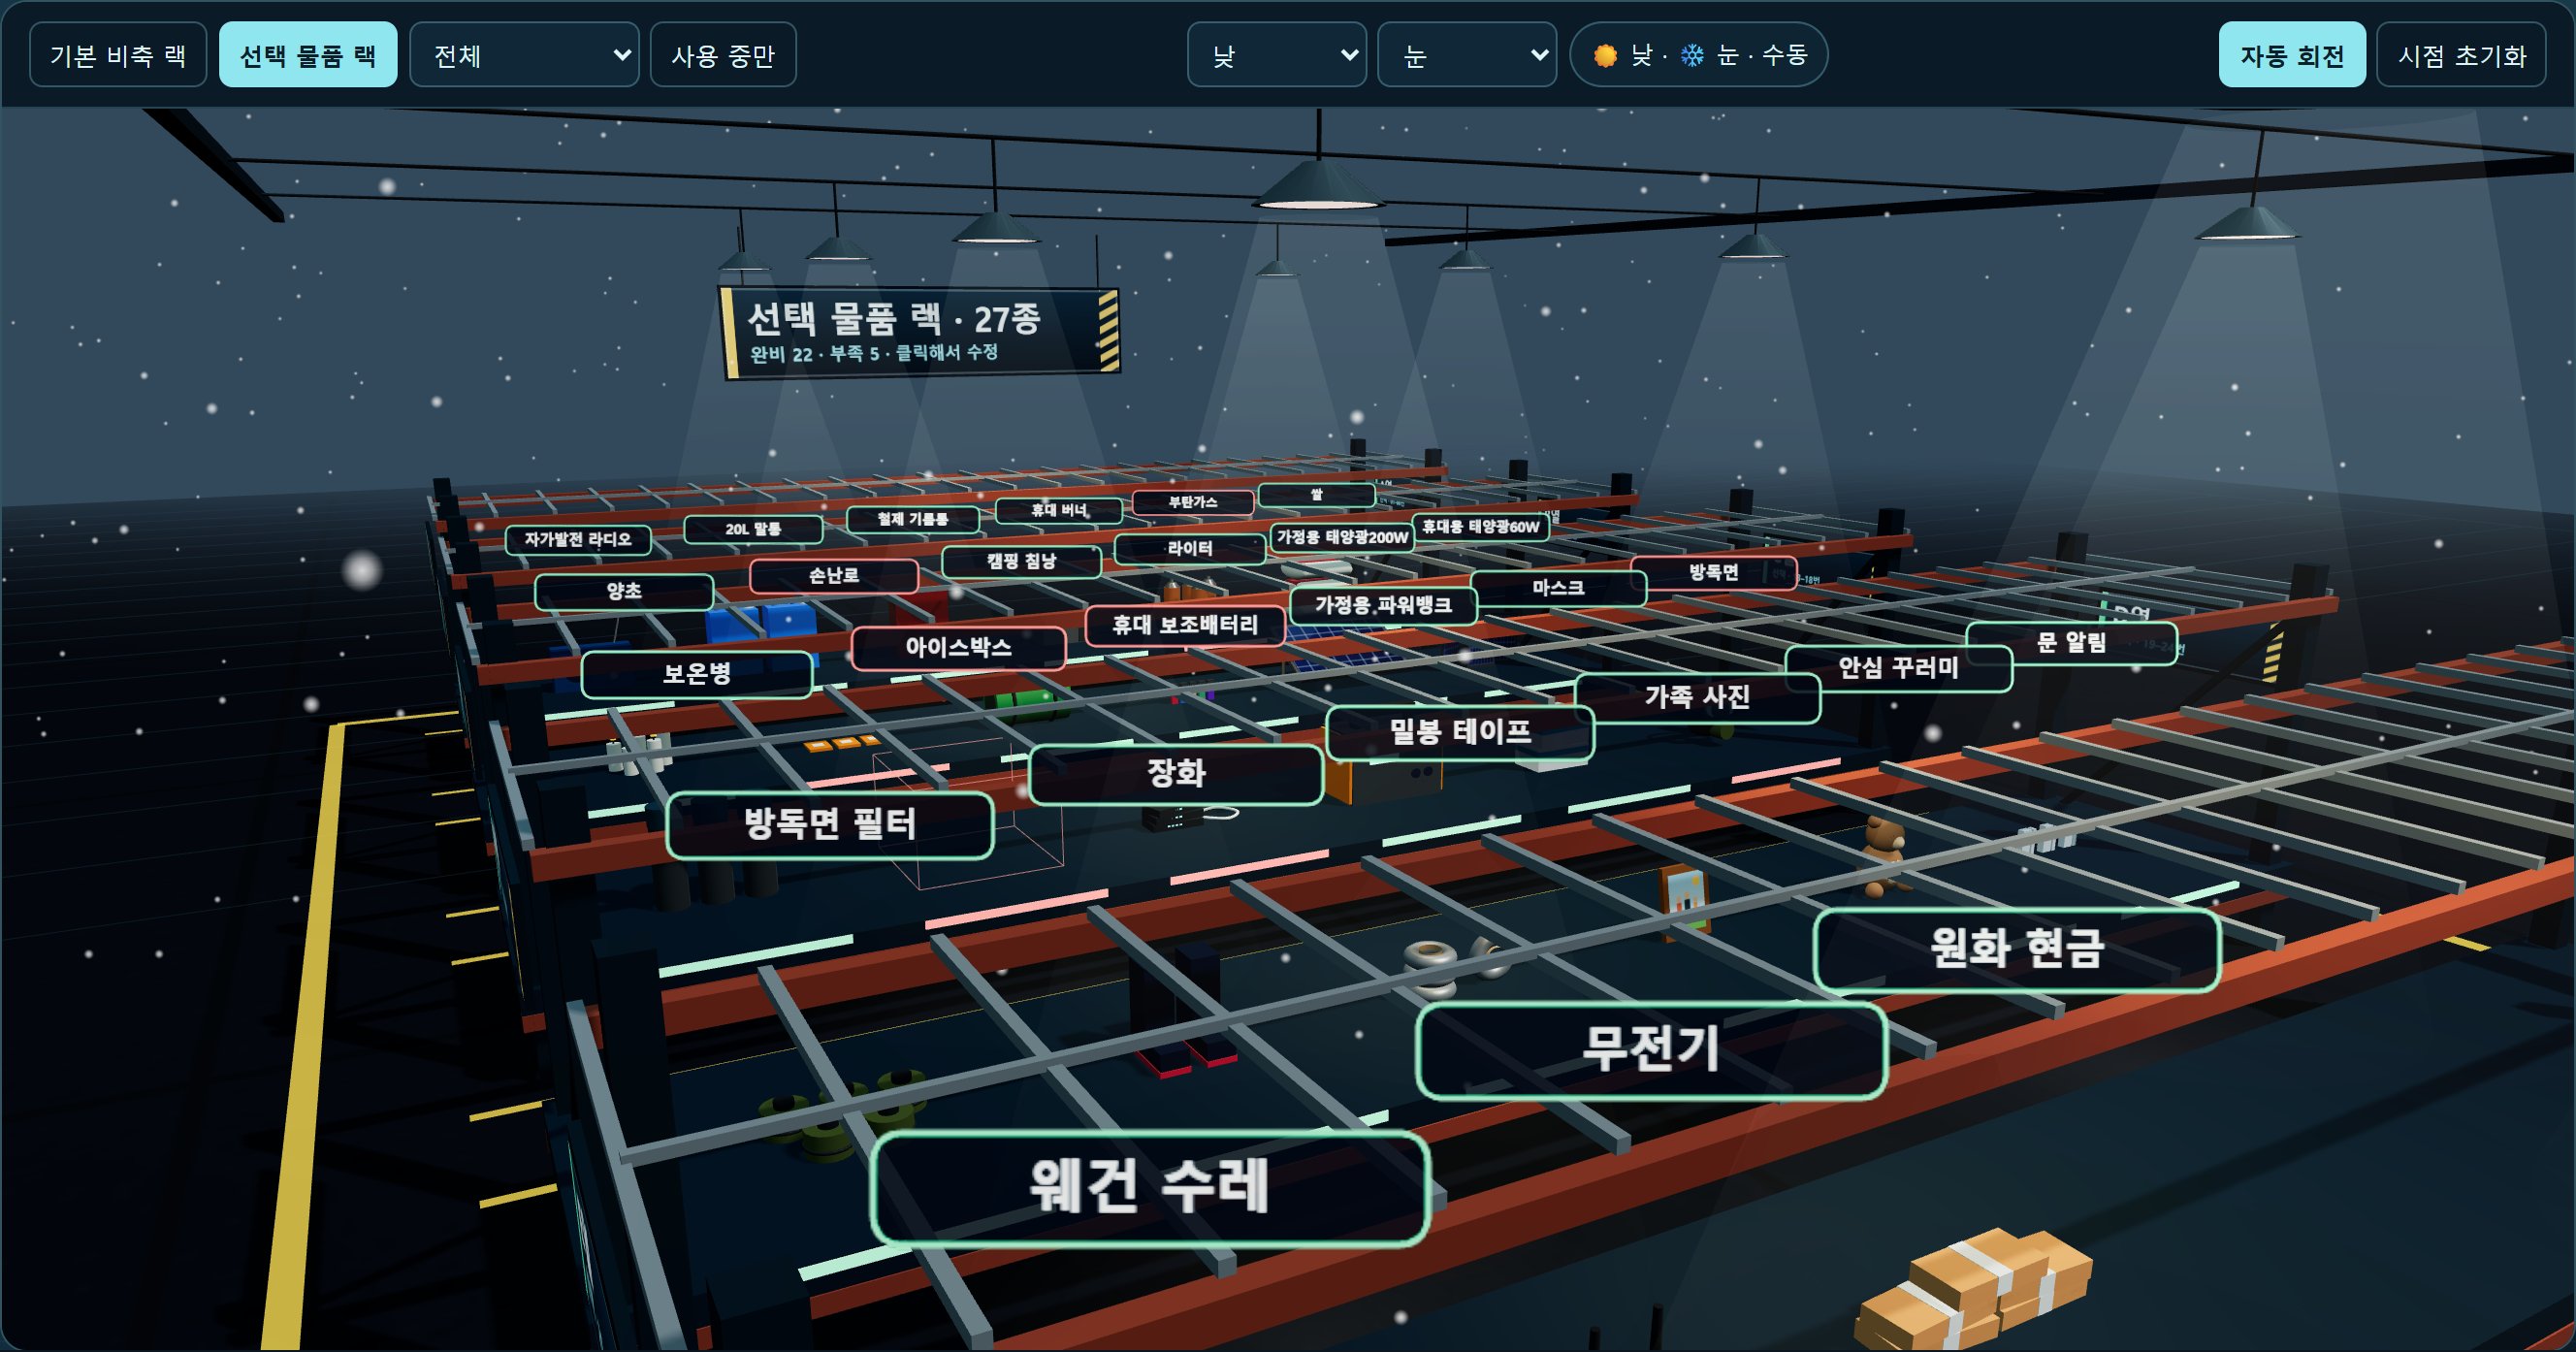 기본 비축 랙
선택 물품 랙
전체
사용 중만
낮
눈
낮 · 눈 · 수동
자동 회전
시점 초기화
선택 물품 랙 · 27종
완비 22 · 부족 5 · 클릭해서 수정
쌀
부탄가스
휴대 버너
철제 기름통
20L 말통
자가발전 라디오
휴대용 태양광60W
가정용 태양광200W
라이터
캠핑 침낭
손난로
양초
방독면
마스크
가정용 파워뱅크
휴대 보조배터리
아이스박스
보온병
문 알림
안심 꾸러미
가족 사진
밀봉 테이프
장화
방독면 필터
원화 현금
무전기
웨건 수레